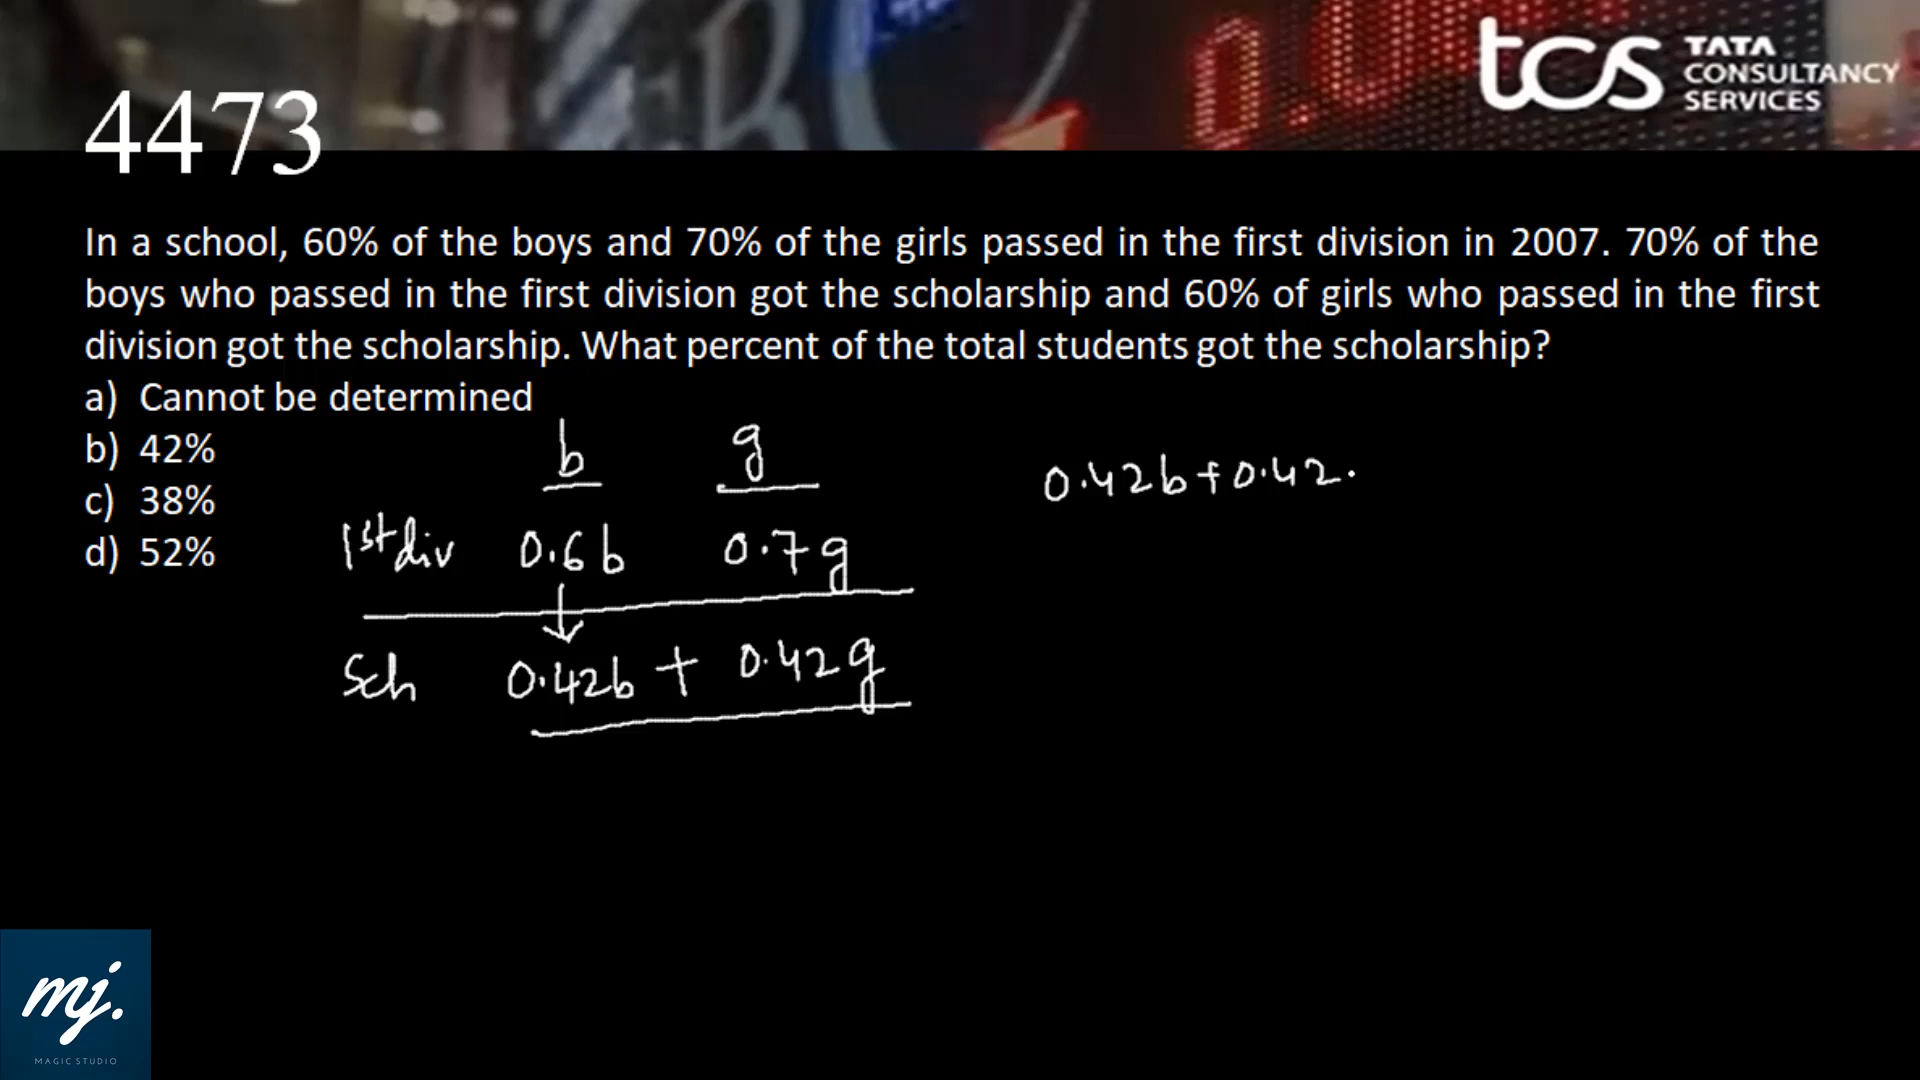 tcs TATA
CONSULTANCY
SERVICES
4473
In a school, 60% of the boys and 70% of the girls passed in the first division in 2007. 70% of the
boys who passed in the first division got the scholarship and 60% of girls who passed in the first
division got the scholarship. What percent of the total students got the scholarship?
a) Cannot be determined
b) 42%
c) 38%
d) 52%
b g
1st div 0.6b 0.7g
Sch 0.42b + 0.42g
0.42b+0.42.
mj.
MAGIC STUDIO